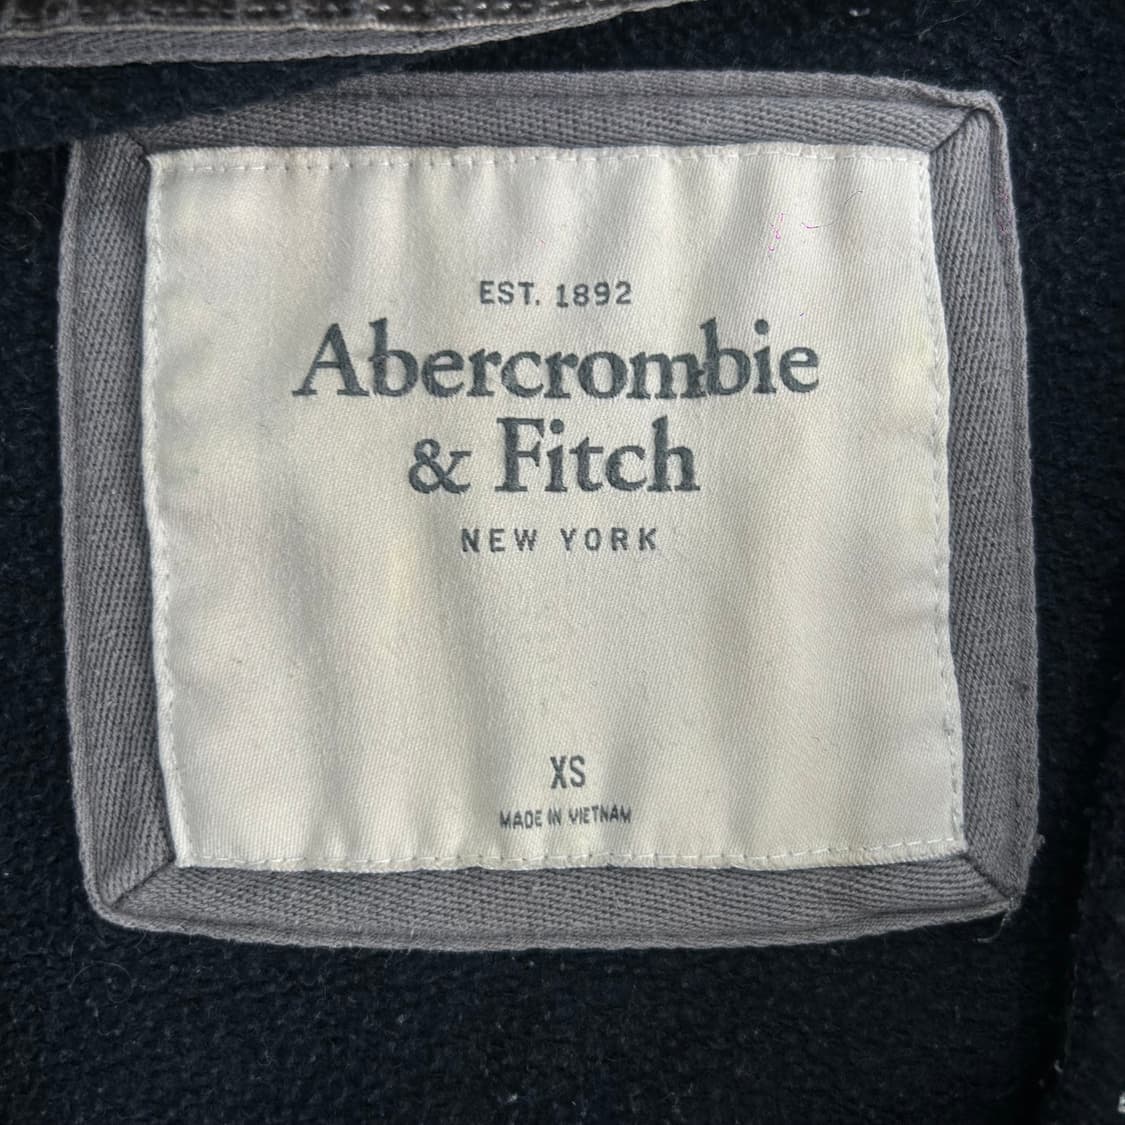 EST. 1892
Abercrombie
& Fitch
NEW YORK
XS
MADE IN VIETNAM